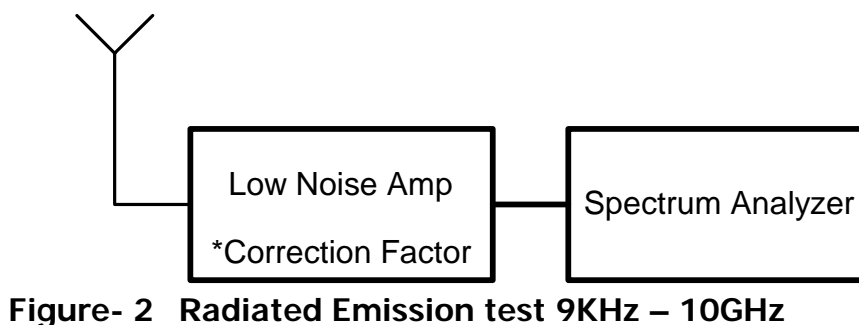 Low Noise Amp
*Correction Factor
Spectrum Analyzer
Figure- 2 Radiated Emission test 9KHz – 10GHz